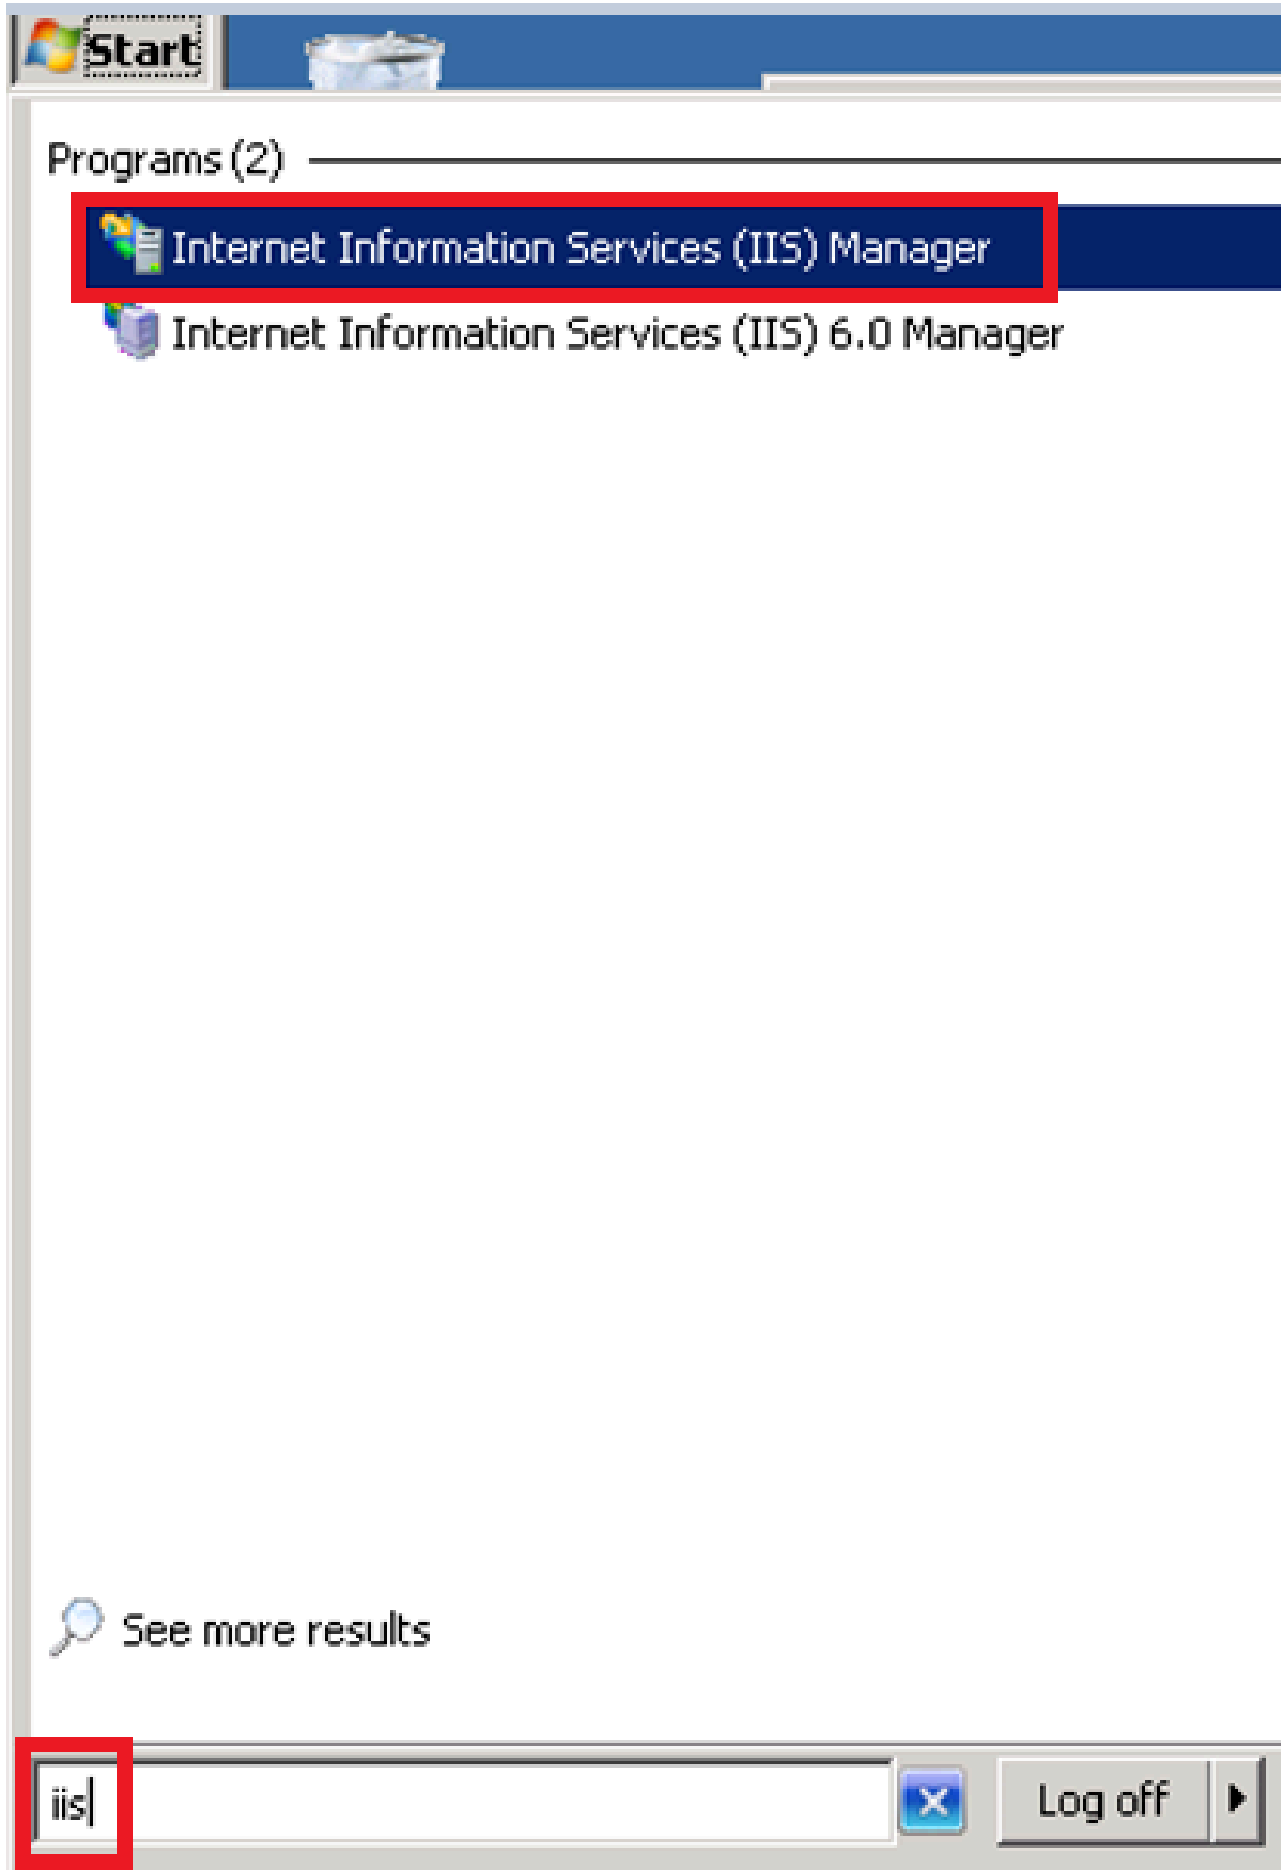 Start
Programs (2)
Internet Information Services (IIS) Manager
Internet Information Services (IIS) 6.0 Manager
See more results
iis
Log off